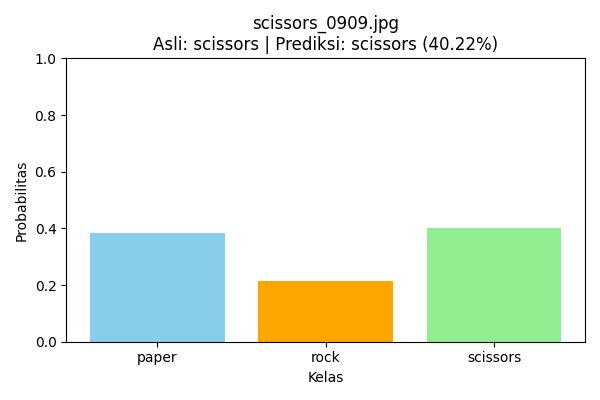 scissors_0909.jpg
Asli: scissors | Prediksi: scissors (40.22%)
1.0
0.8
0.6
0.4
0.2
0.0
Probabilitas
paper rock scissors
Kelas